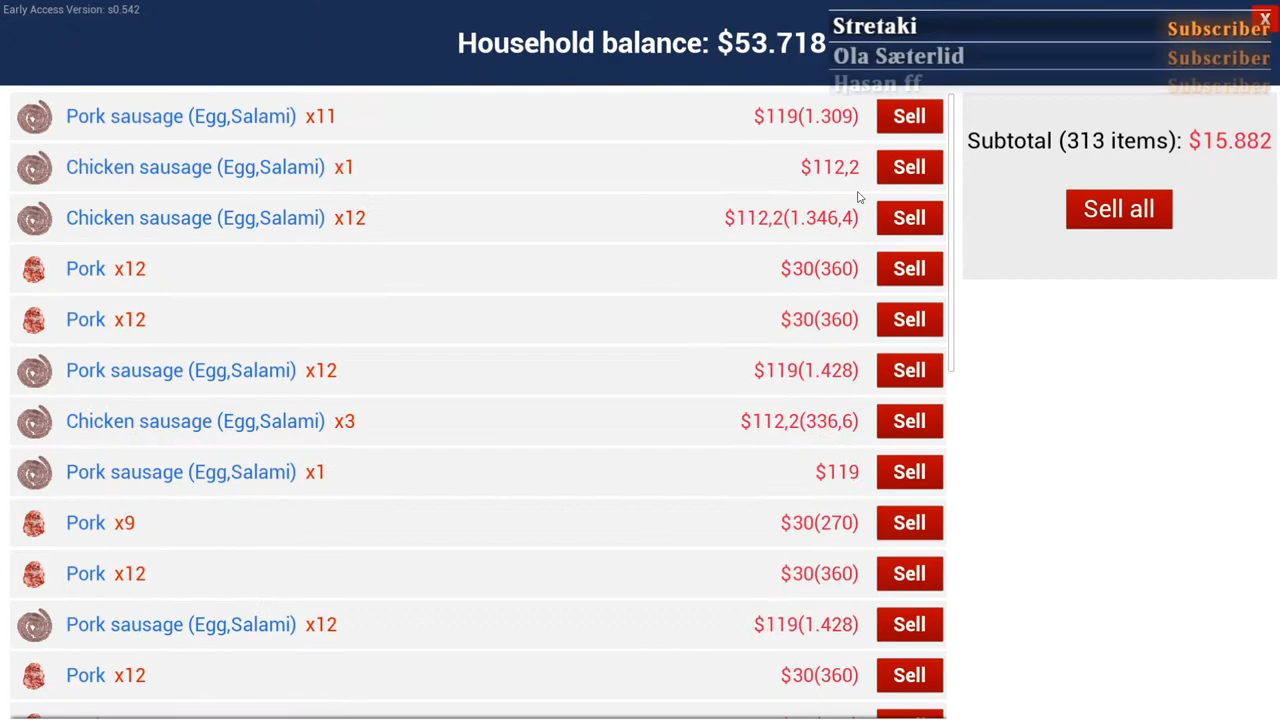 Early Access Version: s0.542
Household balance: $53.718
Stretaki Subscriber
Ola Sæterlid Subscriber
Hasan ff Subscriber
X
Pork sausage (Egg,Salami) x11 $119(1.309) Sell
Chicken sausage (Egg,Salami) x1 $112,2 Sell
Chicken sausage (Egg,Salami) x12 $112,2(1.346,4) Sell
Pork x12 $30(360) Sell
Pork x12 $30(360) Sell
Pork sausage (Egg,Salami) x12 $119(1.428) Sell
Chicken sausage (Egg,Salami) x3 $112,2(336,6) Sell
Pork sausage (Egg,Salami) x1 $119 Sell
Pork x9 $30(270) Sell
Pork x12 $30(360) Sell
Pork sausage (Egg,Salami) x12 $119(1.428) Sell
Pork x12 $30(360) Sell
Subtotal (313 items): $15.882
Sell all